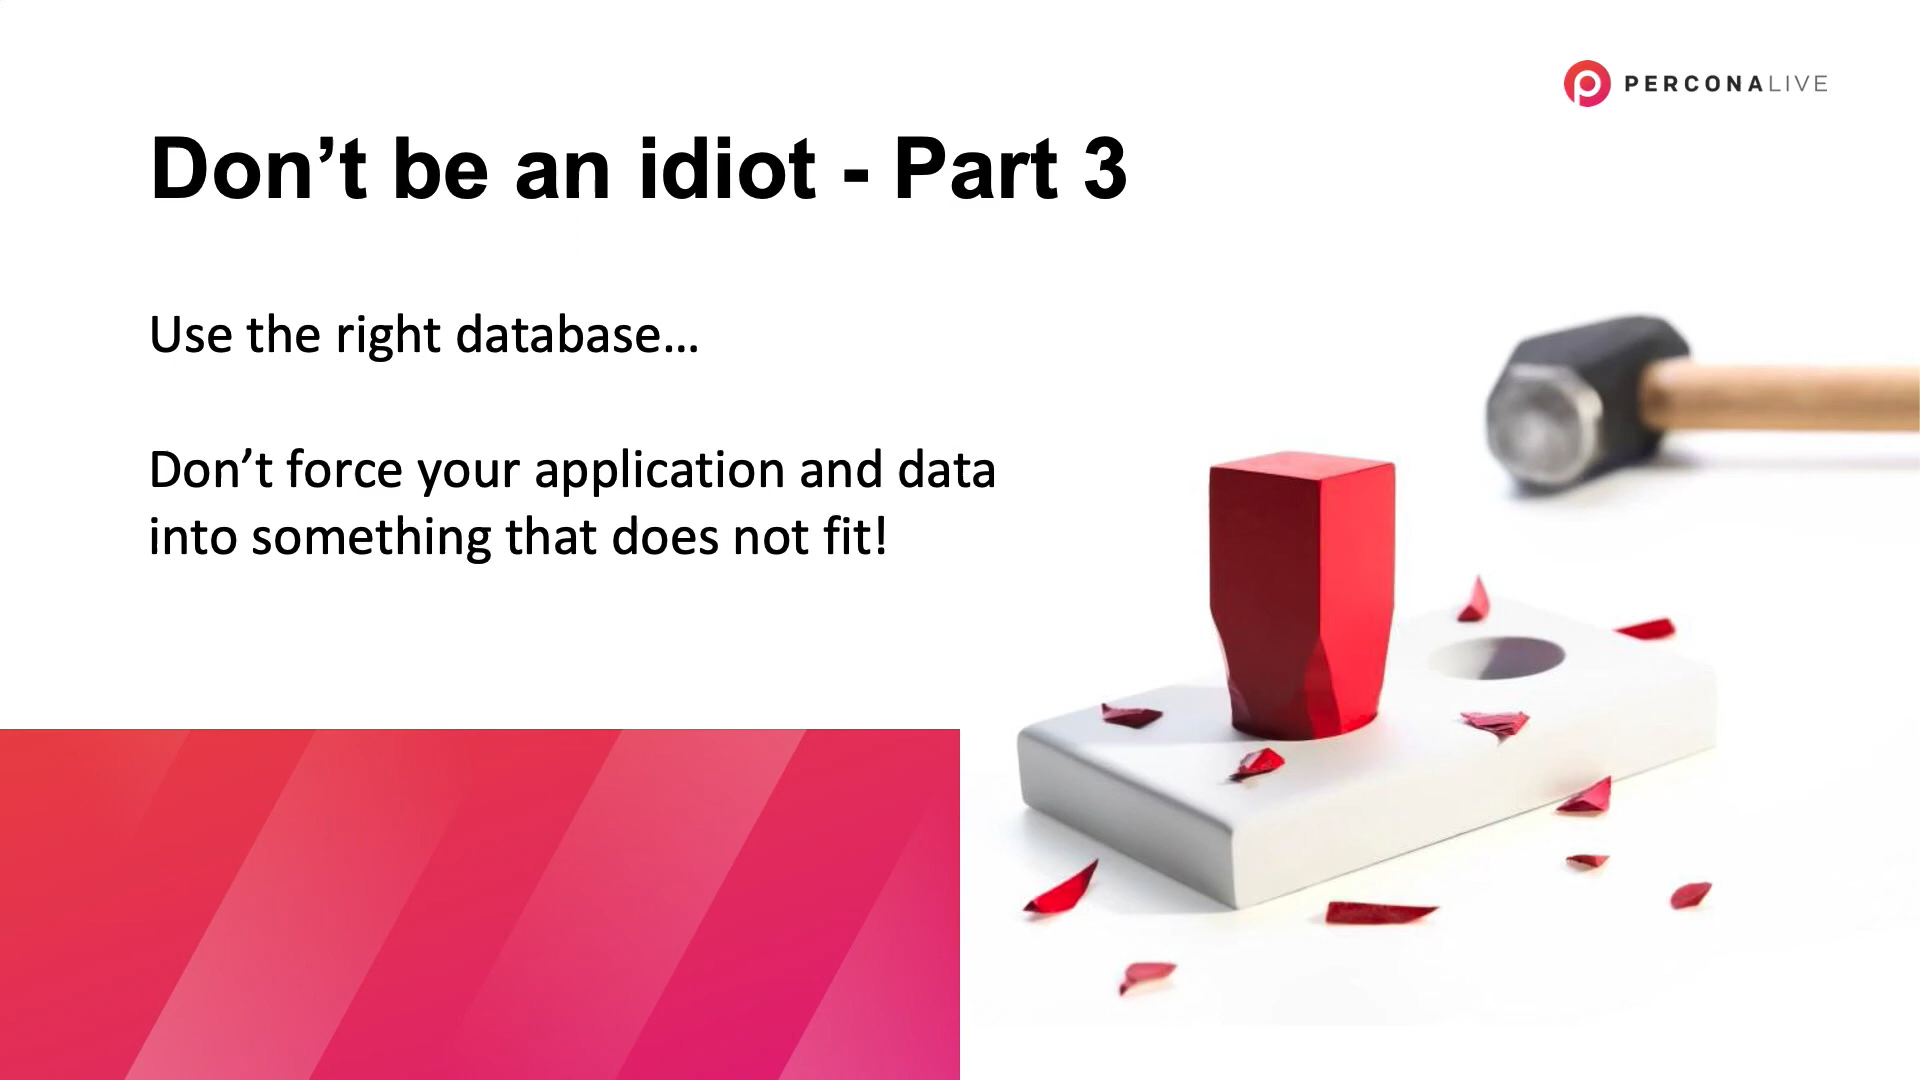 PERCONALIVE
Don’t be an idiot - Part 3
Use the right database…
Don’t force your application and data
into something that does not fit!